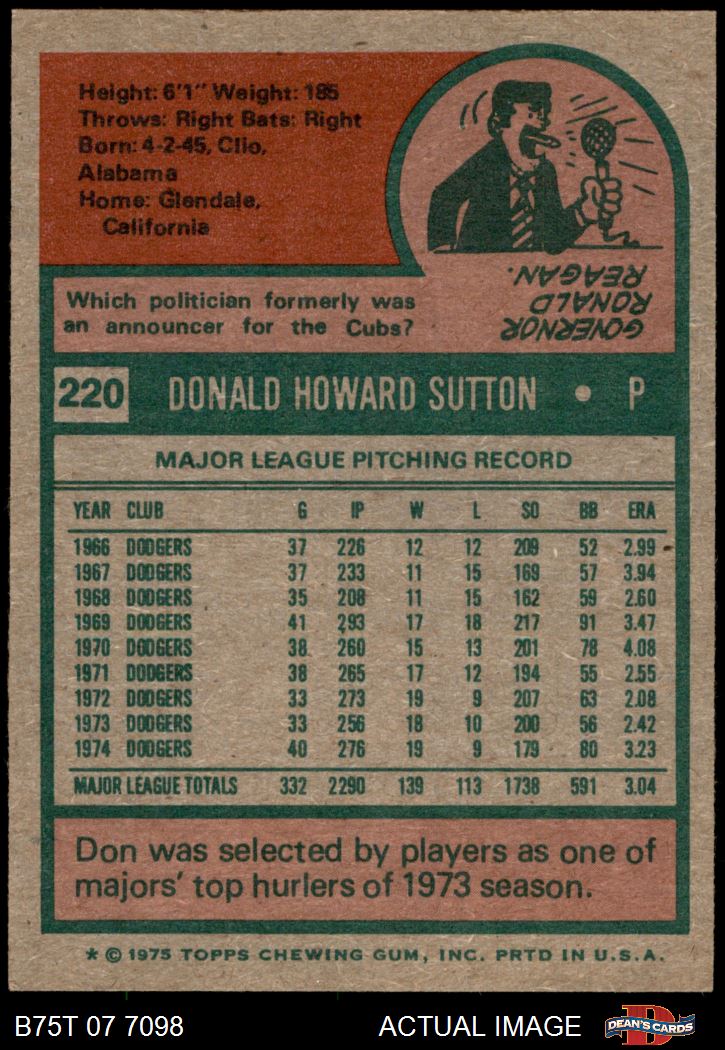 Height: 6'1" Weight: 185
Throws: Right Bats: Right
Born: 4-2-45, Clio,
Alabama
Home: Glendale,
California
Which politician formerly was
an announcer for the Cubs?
GOVERNOR
RONALD
REAGAN.
220 DONALD HOWARD SUTTON • P
MAJOR LEAGUE PITCHING RECORD
YEAR CLUB G IP W L SO BB ERA
1966 DODGERS 37 226 12 12 209 52 2.99
1967 DODGERS 37 233 11 15 169 57 3.94
1968 DODGERS 35 208 11 15 162 59 2.60
1969 DODGERS 41 293 17 18 217 91 3.47
1970 DODGERS 38 260 15 13 201 78 4.08
1971 DODGERS 38 265 17 12 194 55 2.55
1972 DODGERS 33 273 19 9 207 63 2.08
1973 DODGERS 33 256 18 10 200 56 2.42
1974 DODGERS 40 276 19 9 179 80 3.23
MAJOR LEAGUE TOTALS 332 2290 139 113 1738 591 3.04
Don was selected by players as one of
majors' top hurlers of 1973 season.
* © 1975 TOPPS CHEWING GUM, INC. PRTD IN U.S.A.
B75T 07 7098 ACTUAL IMAGE D DEAN'S CARDS